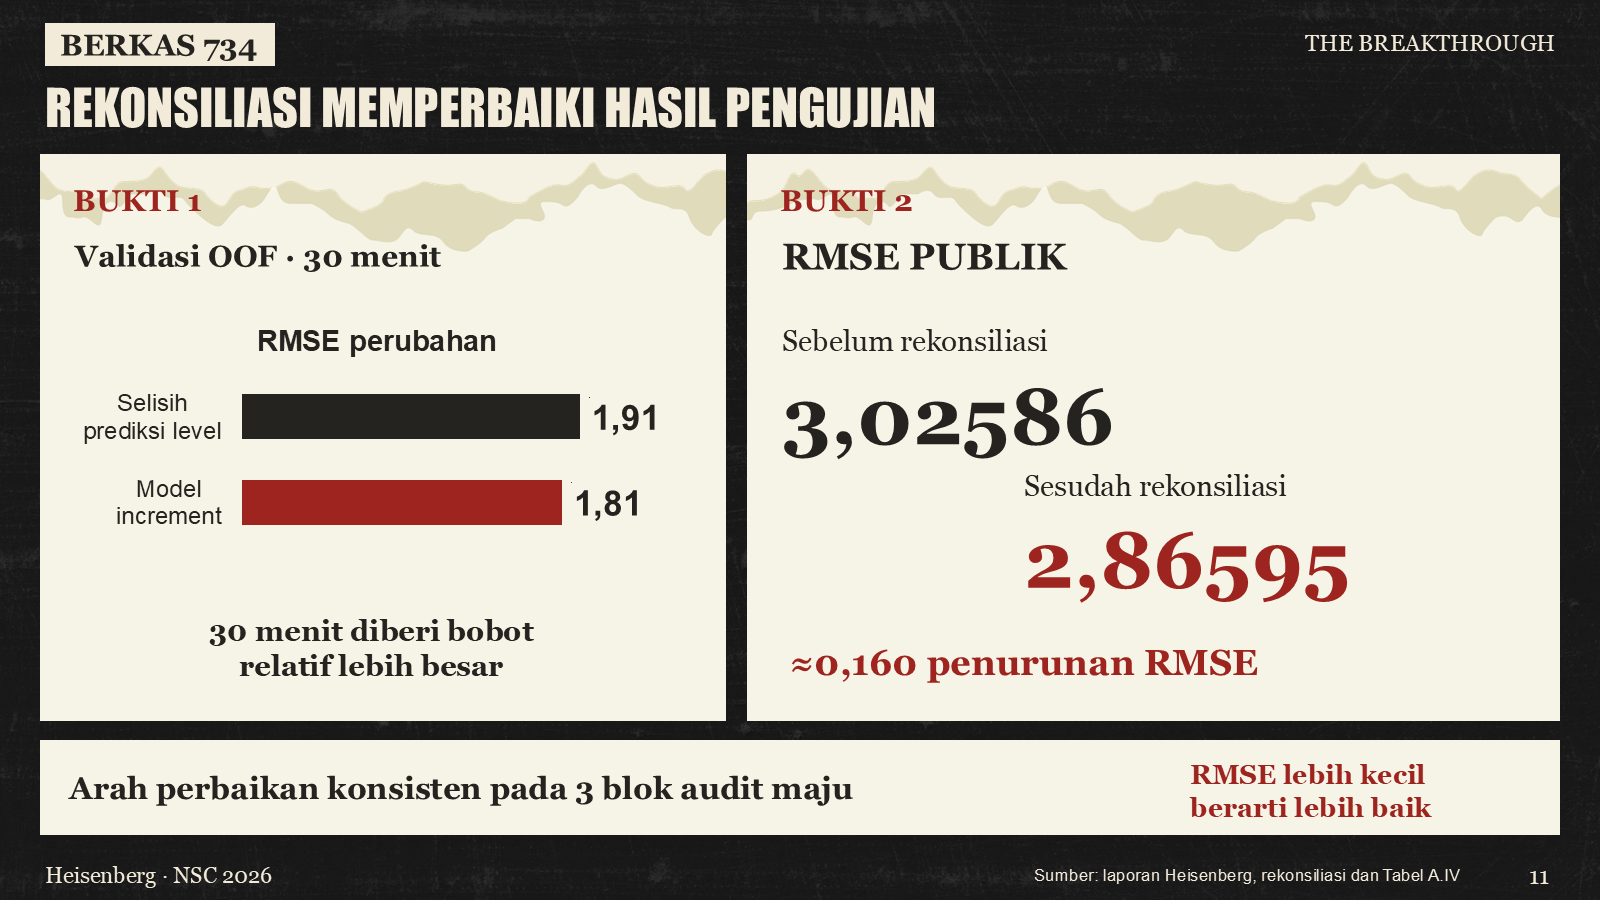 BERKAS 734
THE BREAKTHROUGH
REKONSILIASI MEMPERBAIKI HASIL PENGUJIAN
BUKTI 1
Validasi OOF · 30 menit
RMSE perubahan
Selisih
prediksi level
1,91
Model
increment
1,81
30 menit diberi bobot
relatif lebih besar
BUKTI 2
RMSE PUBLIK
Sebelum rekonsiliasi
3,02586
Sesudah rekonsiliasi
2,86595
≈0,160 penurunan RMSE
Arah perbaikan konsisten pada 3 blok audit maju
RMSE lebih kecil
berarti lebih baik
Heisenberg · NSC 2026
Sumber: laporan Heisenberg, rekonsiliasi dan Tabel A.IV
11